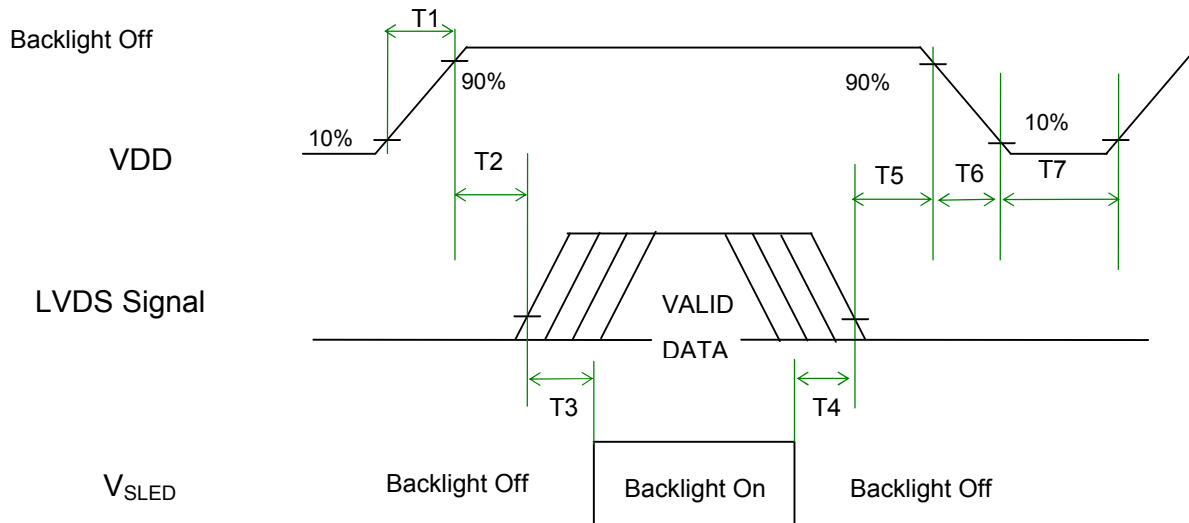 T1
Backlight Off
90%
90%
10%
10%
VDD
T2
T5
T6
T7
LVDS Signal
VALID
DATA
T3
T4
VSLED
Backlight Off
Backlight On
Backlight Off